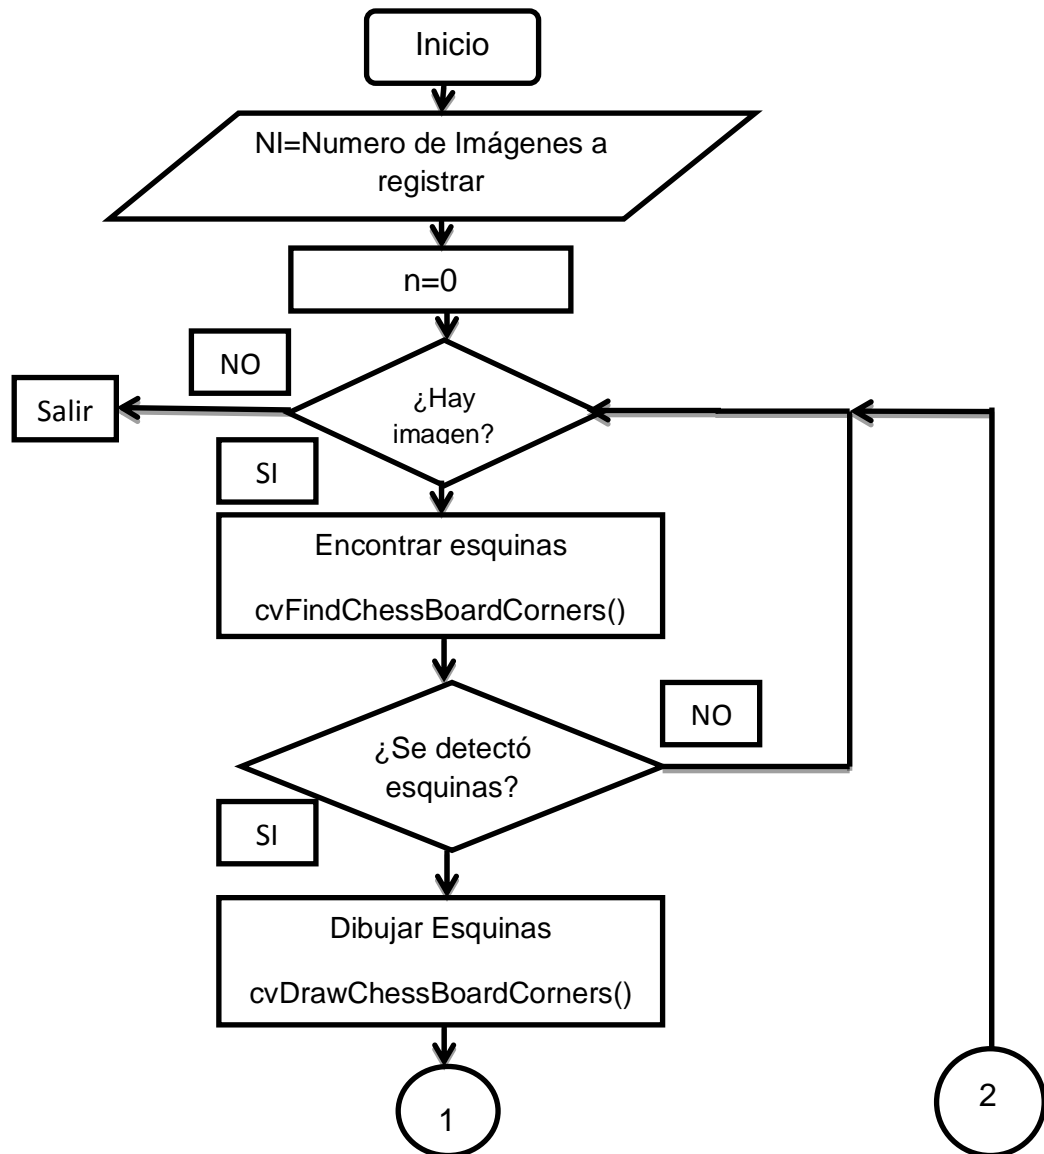 Inicio
NI=Numero de Imágenes a
registrar
n=0
NO
¿Hay
imagen?
Salir
SI
Encontrar esquinas
cvFindChessBoardCorners()
NO
¿Se detectó
esquinas?
SI
Dibujar Esquinas
cvDrawChessBoardCorners()
1
2